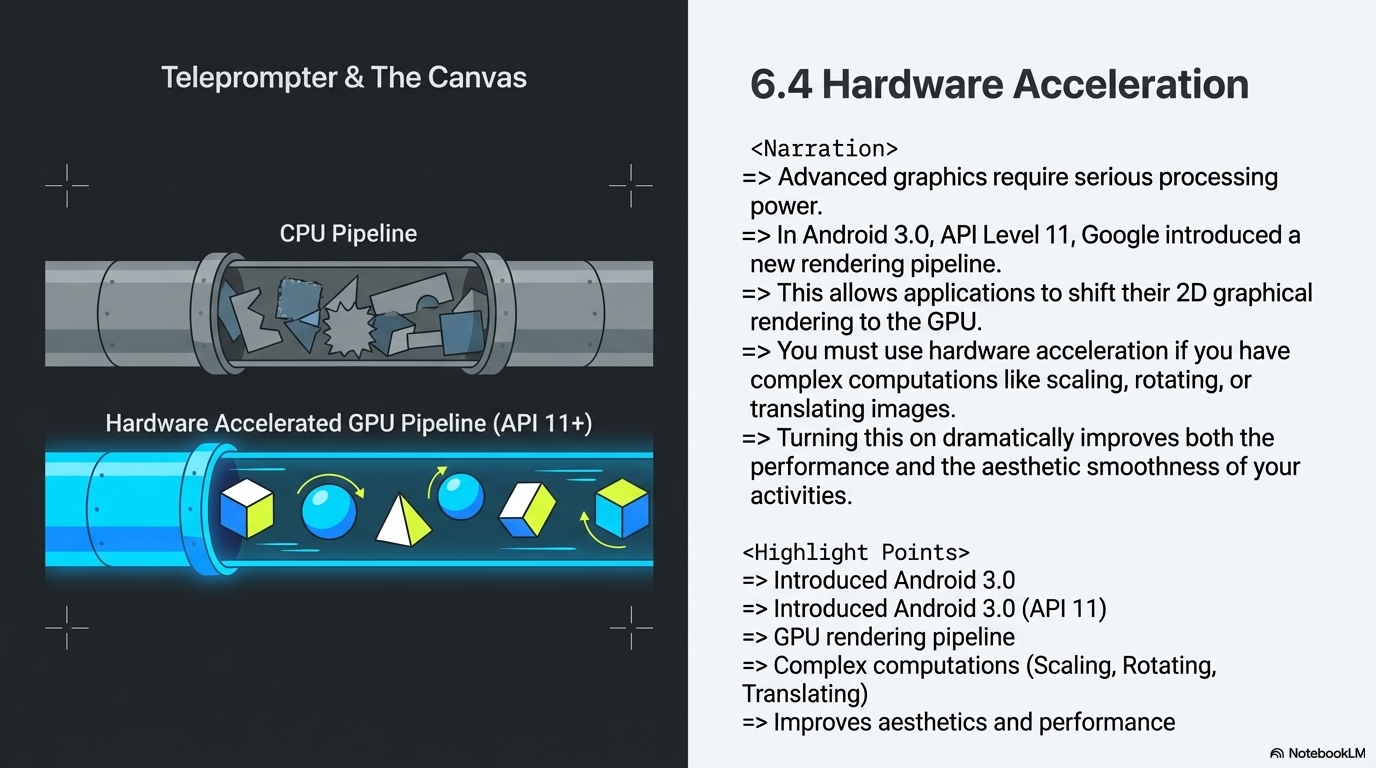 Teleprompter & The Canvas
CPU Pipeline
Hardware Accelerated GPU Pipeline (API 11+)
6.4 Hardware Acceleration
<Narration>
=> Advanced graphics require serious processing
power.
=> In Android 3.0, API Level 11, Google introduced a
new rendering pipeline.
=> This allows applications to shift their 2D graphical
rendering to the GPU.
=> You must use hardware acceleration if you have
complex computations like scaling, rotating, or
translating images.
=> Turning this on dramatically improves both the
performance and the aesthetic smoothness of your
activities.
<Highlight Points>
=> Introduced Android 3.0
=> Introduced Android 3.0 (API 11)
=> GPU rendering pipeline
=> Complex computations (Scaling, Rotating,
Translating)
=> Improves aesthetics and performance
NotebookLM